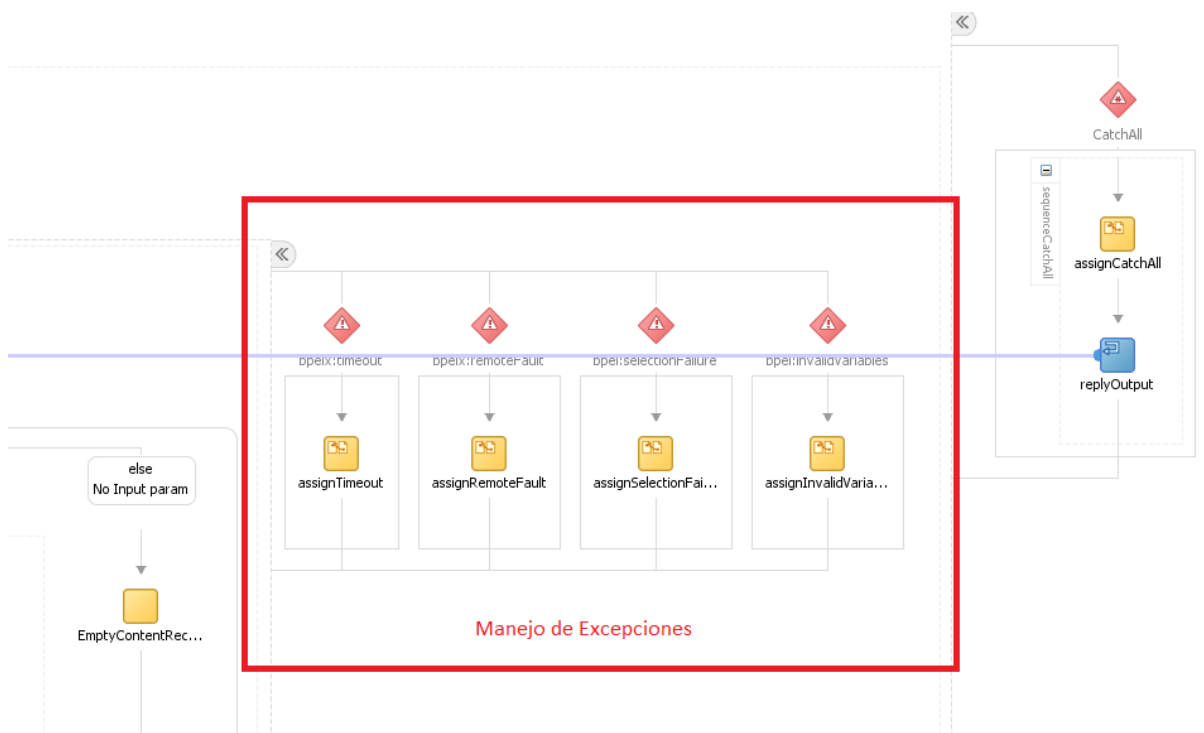 CatchAll
sequenceCatchAll
assignCatchAll
replyOutput
bpelx:timeout
bpelx:remoteFault
bpel:selectionFailure
bpel:invalidVariables
assignTimeout
assignRemoteFault
assignSelectionFai...
assignInvalidVaria...
else
No Input param
EmptyContentRec...
Manejo de Excepciones